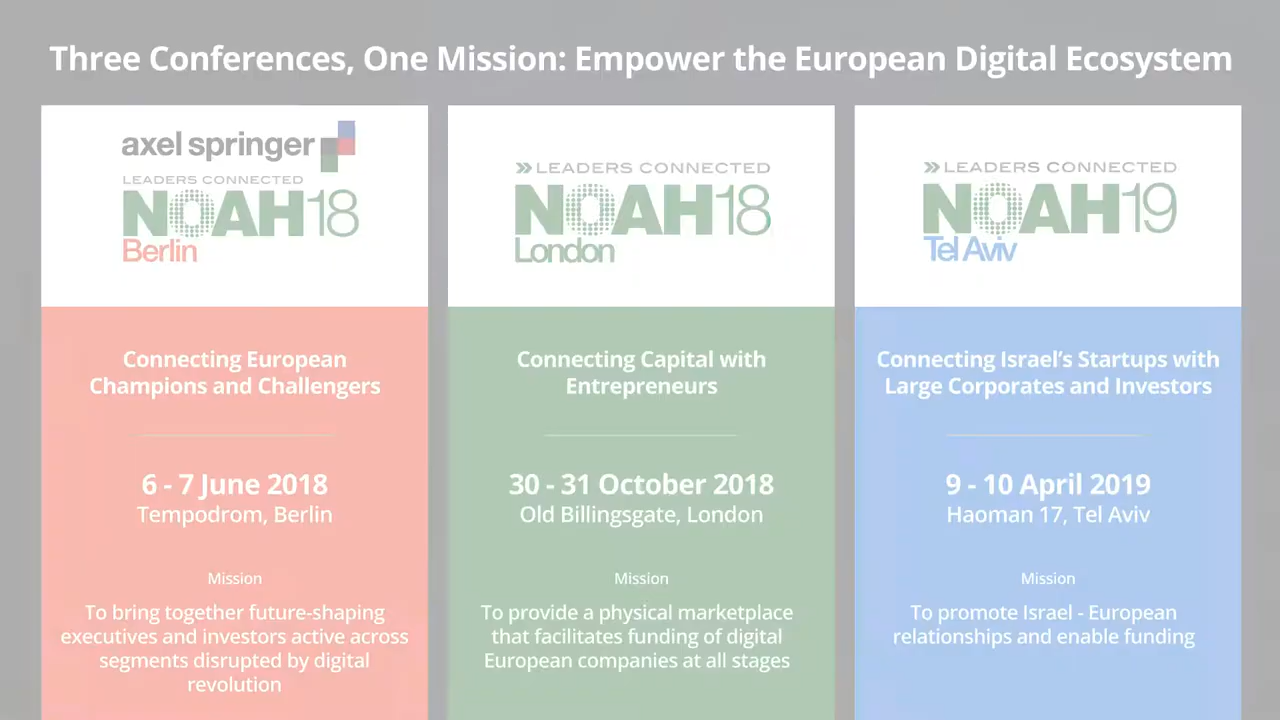 Three Conferences, One Mission: Empower the European Digital Ecosystem
axel springer
LEADERS CONNECTED
NOAH18
Berlin
Connecting European
Champions and Challengers
6 - 7 June 2018
Tempodrom, Berlin
Mission
To bring together future-shaping
executives and investors active across
segments disrupted by digital
revolution
LEADERS CONNECTED
NOAH18
London
Connecting Capital with
Entrepreneurs
30 - 31 October 2018
Old Billingsgate, London
Mission
To provide a physical marketplace
that facilitates funding of digital
European companies at all stages
LEADERS CONNECTED
NOAH19
Tel Aviv
Connecting Israel’s Startups with
Large Corporates and Investors
9 - 10 April 2019
Haoman 17, Tel Aviv
Mission
To promote Israel - European
relationships and enable funding